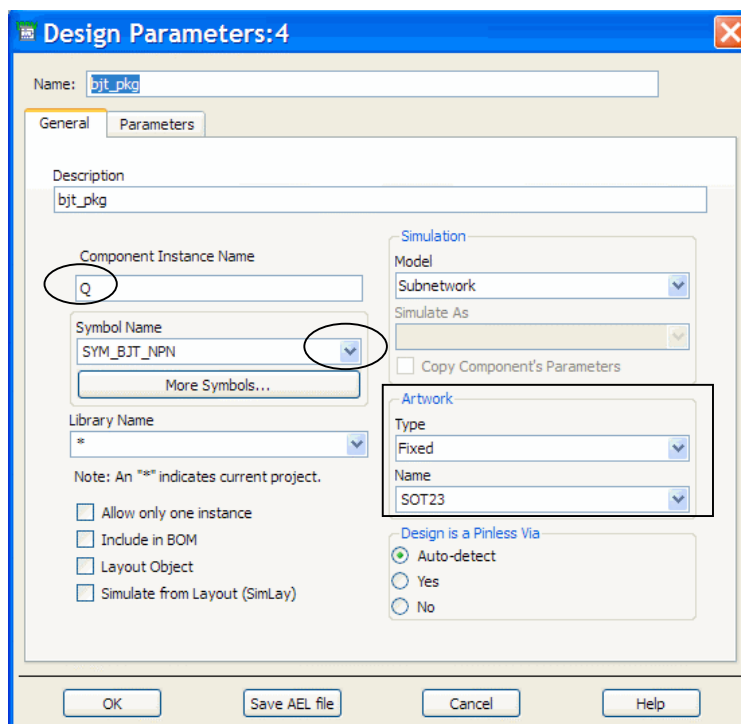 Design Parameters:4
Name: bjt_pkg
General Parameters
Description
bjt_pkg
Component Instance Name
Q
Symbol Name
SYM_BJT_NPN
More Symbols...
Library Name
*
Note: An "*" indicates current project.
Allow only one instance
Include in BOM
Layout Object
Simulate from Layout (SimLay)
Simulation
Model
Subnetwork
Simulate As
Copy Component's Parameters
Artwork
Type
Fixed
Name
SOT23
Design is a Pinless Via
Auto-detect
Yes
No
OK Save AEL file Cancel Help